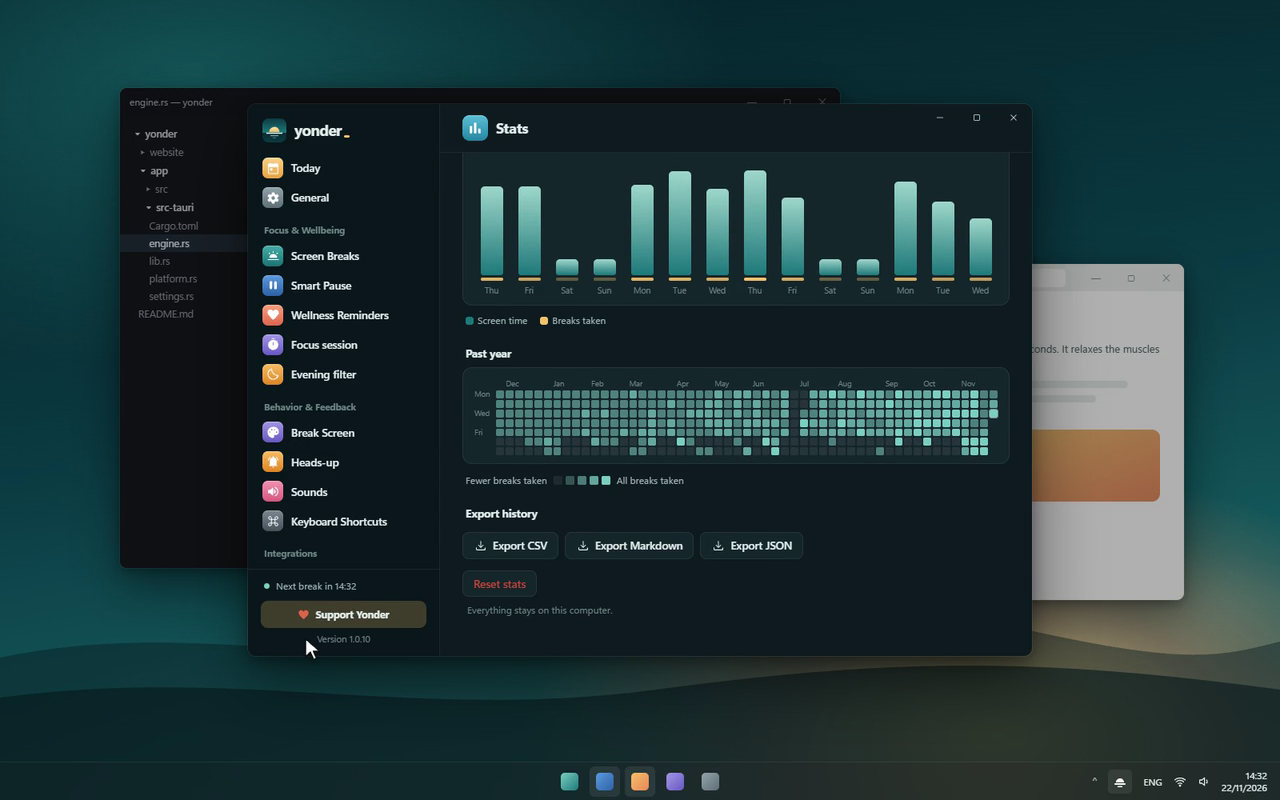 engine.rs — yonder
yonder
website
app
src
src-tauri
Cargo.toml
engine.rs
lib.rs
platform.rs
settings.rs
README.md
yonder_
Today
General
Focus & Wellbeing
Screen Breaks
Smart Pause
Wellness Reminders
Focus session
Evening filter
Behavior & Feedback
Break Screen
Heads-up
Sounds
Keyboard Shortcuts
Integrations
Next break in 14:32
Support Yonder
Version 1.0.10
Stats
Thu Fri Sat Sun Mon Tue Wed Thu Fri Sat Sun Mon Tue Wed
Screen time Breaks taken
Past year
Dec Jan Feb Mar Apr May Jun Jul Aug Sep Oct Nov
Mon
Wed
Fri
Fewer breaks taken All breaks taken
Export history
Export CSV Export Markdown Export JSON
Reset stats
Everything stays on this computer.
conds. It relaxes the muscles
ENG
14:32
22/11/2026